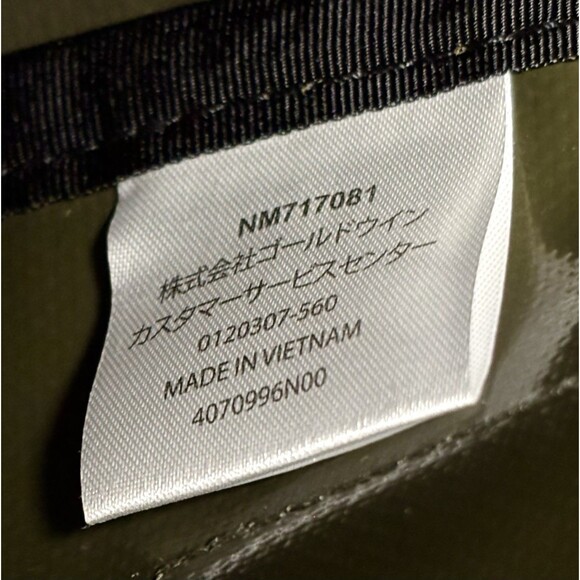 NM717081
株式会社ゴールドウイン
カスタマーサービスセンター
0120307-560
MADE IN VIETNAM
4070996N00